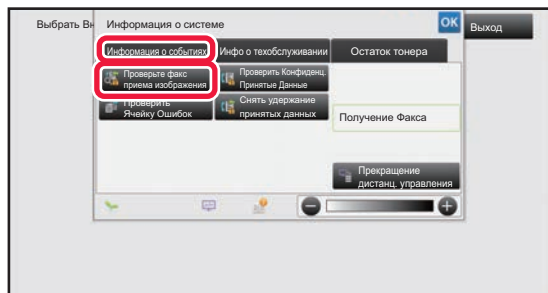 Выбрать Вн
Информация о системе
OK
Выход
Информация о событиях
Инфо о техобслуживании
Остаток тонера
Проверьте факс
приема изображения
Проверить Конфиденц.
Принятые Данные
Проверить
Ячейку Ошибок
Снять удержание
принятых данных
Получение Факса
Прекращение
дистанц. управления